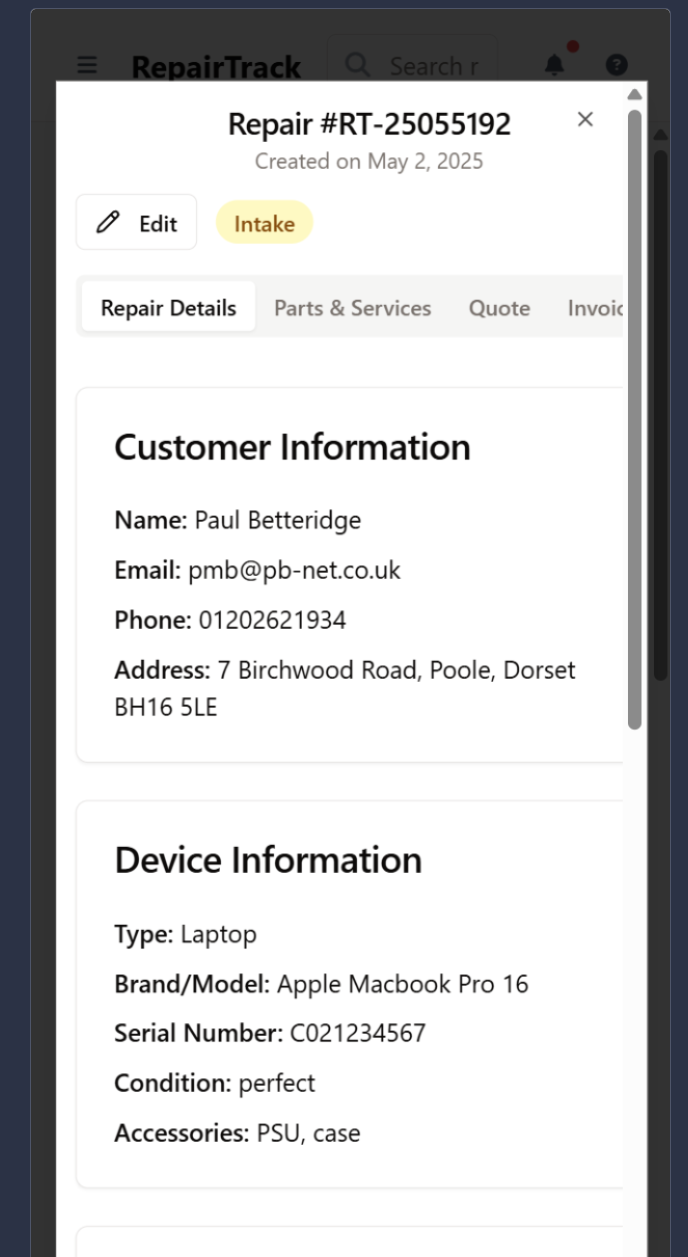 RepairTrack
Search r
Repair #RT-25055192
Created on May 2, 2025
Edit
Intake
Repair Details Parts & Services Quote Invoic
Customer Information
Name: Paul Betteridge
Email: pmb@pb-net.co.uk
Phone: 01202621934
Address: 7 Birchwood Road, Poole, Dorset
BH16 5LE
Device Information
Type: Laptop
Brand/Model: Apple Macbook Pro 16
Serial Number: C021234567
Condition: perfect
Accessories: PSU, case